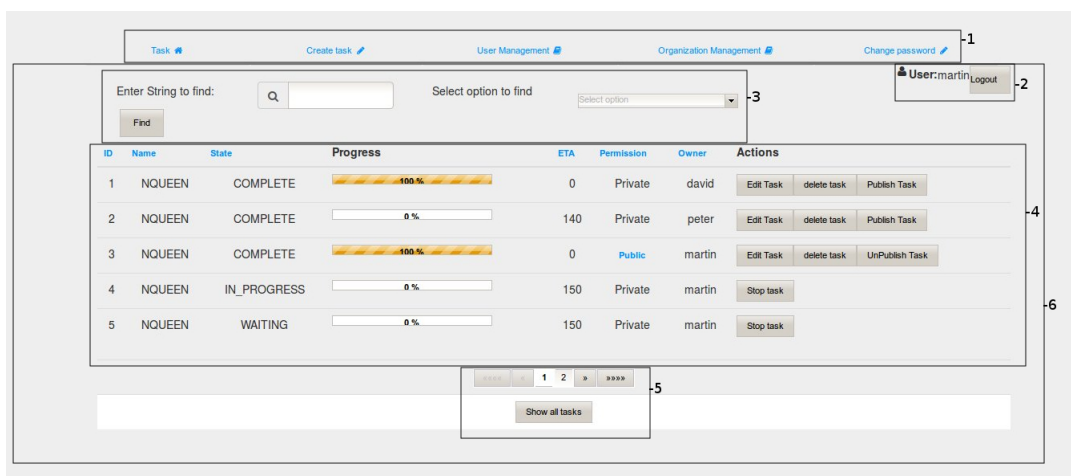 Task Create task User Management Organization Management Change password -1
User:martin Logout -2
Enter String to find: Select option to find Select option -3
Find
ID Name State Progress ETA Permission Owner Actions
1 NQUEEN COMPLETE 100 % 0 Private david Edit Task delete task Publish Task
2 NQUEEN COMPLETE 0 % 140 Private peter Edit Task delete task Publish Task -4
3 NQUEEN COMPLETE 100 % 0 Public martin Edit Task delete task UnPublish Task
4 NQUEEN IN_PROGRESS 0 % 150 Private martin Stop task
-6
5 NQUEEN WAITING 0 % 150 Private martin Stop task
«««« « 1 2 » »»»» -5
Show all tasks